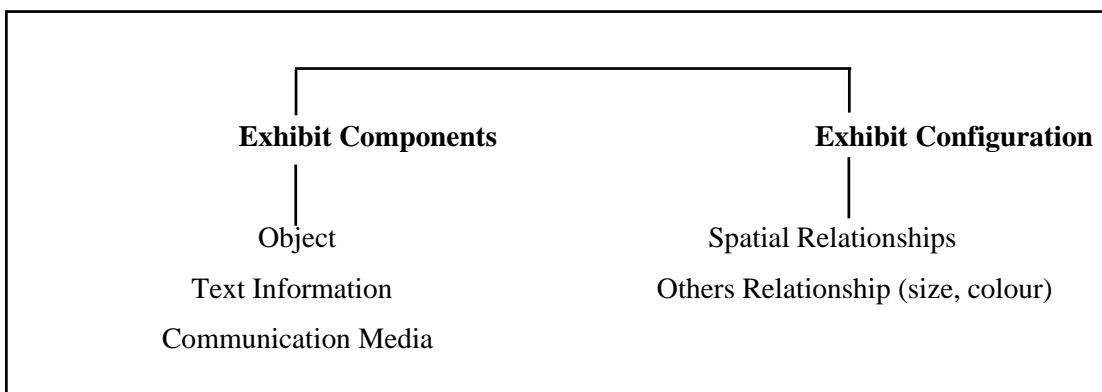 Exhibit Components
Object
Text Information
Communication Media
Exhibit Configuration
Spatial Relationships
Others Relationship (size, colour)